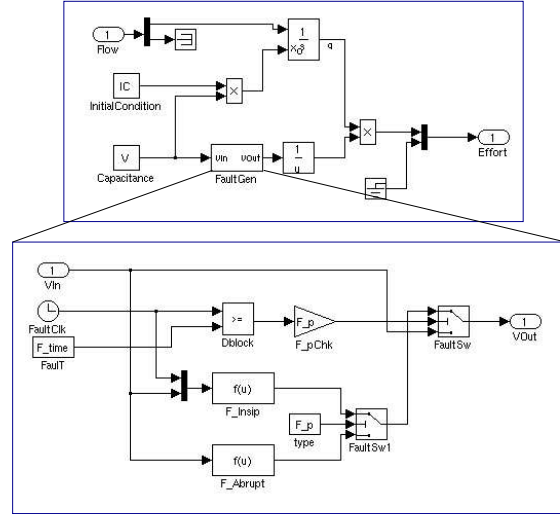 1
Flow
1
x
o
s
q
IC
InitialCondition
×
×
1
Effort
V
Capacitance
VIn VOut
FaultGen
1
u
1
VIn
FaultClk
F_time
FaulT
>=
Dblock
F_p
F_pChk
FaultSw
1
VOut
f(u)
F_Insip
F_p
type
FaultSw1
f(u)
F_Abrupt